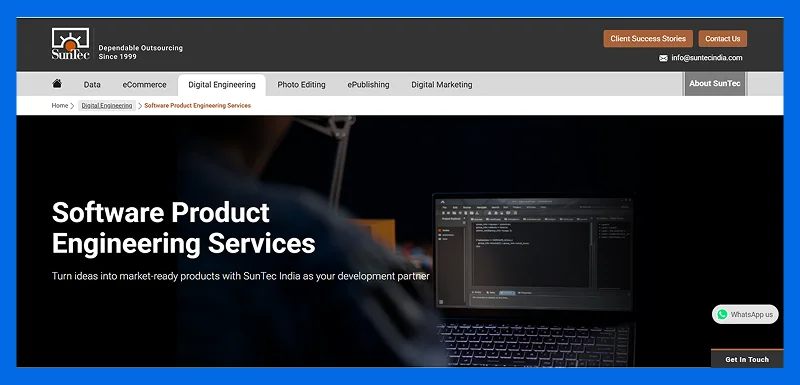 SunTec
Dependable Outsourcing
Since 1999
Client Success Stories
Contact Us
info@suntecindia.com
Data
eCommerce
Digital Engineering
Photo Editing
ePublishing
Digital Marketing
About SunTec
Home
Digital Engineering
Software Product Engineering Services
Software Product
Engineering Services
Turn ideas into market-ready products with SunTec India as your development partner
WhatsApp us
Get In Touch